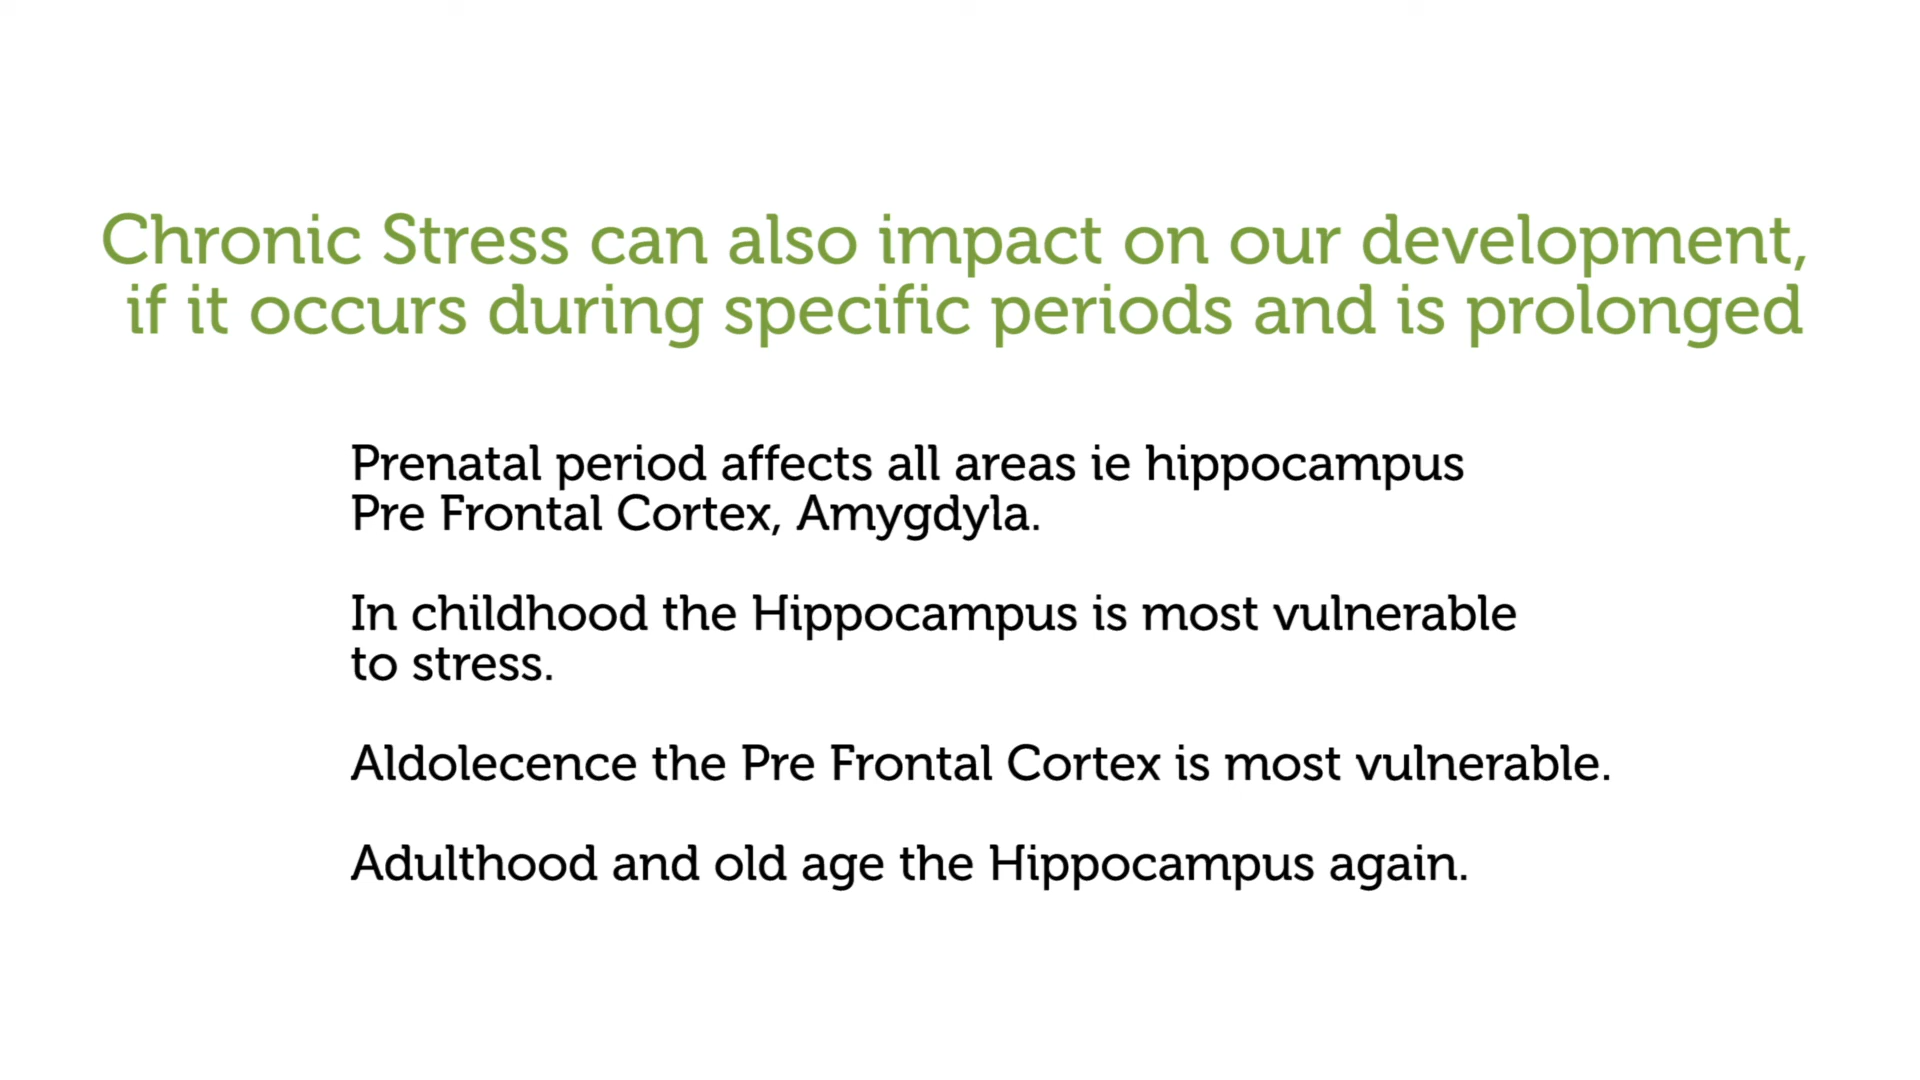 Chronic Stress can also impact on our development,
if it occurs during specific periods and is prolonged
Prenatal period affects all areas ie hippocampus
Pre Frontal Cortex, Amygdyla.
In childhood the Hippocampus is most vulnerable
to stress.
Aldolecence the Pre Frontal Cortex is most vulnerable.
Adulthood and old age the Hippocampus again.